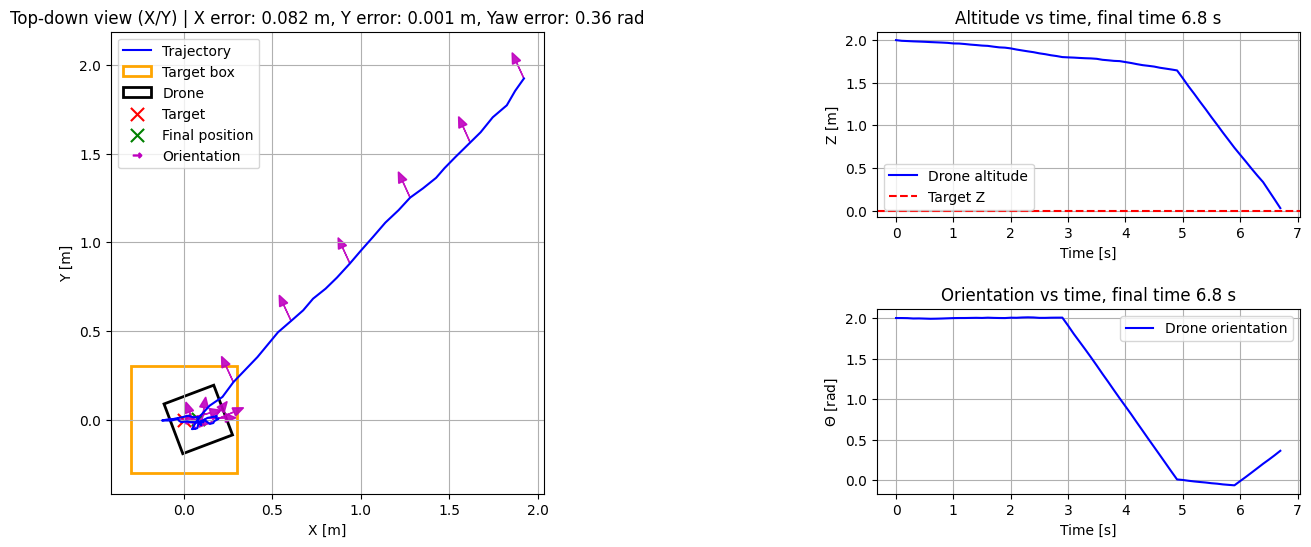 Top-down view (X/Y) | X error: 0.082 m, Y error: 0.001 m, Yaw error: 0.36 rad
Trajectory
Target box
Drone
Target
Final position
Orientation
2.0
1.5
1.0
0.5
0.0
Y [m]
0.0 0.5 1.0 1.5 2.0
X [m]
Altitude vs time, final time 6.8 s
2.0
1.5
1.0
0.5
0.0
Z [m]
Drone altitude
Target Z
0 1 2 3 4 5 6 7
Time [s]
Orientation vs time, final time 6.8 s
2.0
1.5
1.0
0.5
0.0
Θ [rad]
Drone orientation
0 1 2 3 4 5 6 7
Time [s]